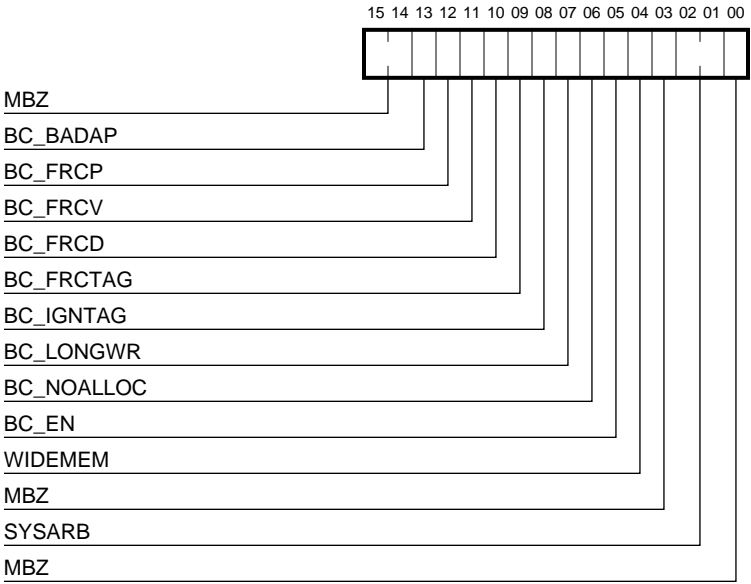 15 14 13 12 11 10 09 08 07 06 05 04 03 02 01 00
MBZ
BC_BADAP
BC_FRCP
BC_FRCV
BC_FRCD
BC_FRCTAG
BC_IGNTAG
BC_LONGWR
BC_NOALLOC
BC_EN
WIDEMEM
MBZ
SYSARB
MBZ